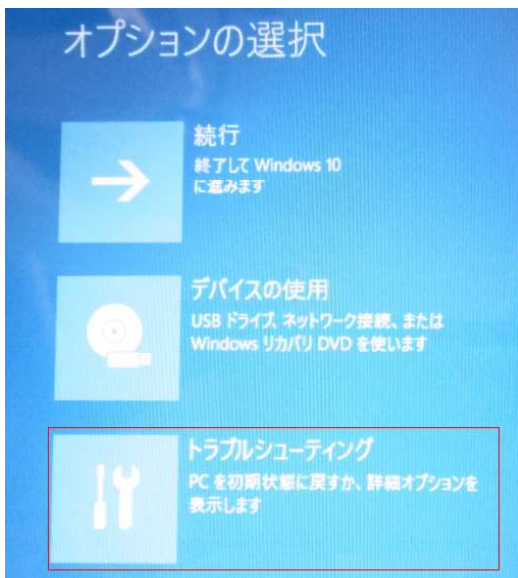 オプションの選択
続行
終了して Windows 10
に進みます
デバイスの使用
USB ドライブ、ネットワーク接続、または
Windows リカバリ DVD を使います
トラブルシューティング
PC を初期状態に戻すか、詳細オプションを
表示します